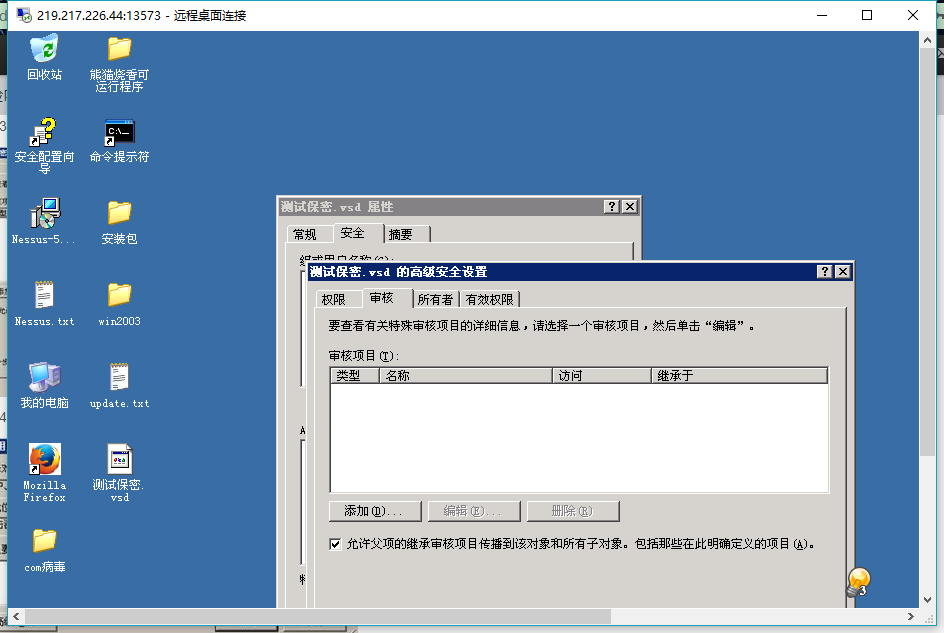 219.217.226.44:13573 - 远程桌面连接
回收站
熊猫烧香可
运行程序
安全配置向
导
C:\_
命令提示符
Nessus-5...
安装包
Nessus.txt
win2003
我的电脑
update.txt
Mozilla
Firefox
测试保密.
vsd
com病毒
测试保密.vsd 属性
常规
安全
摘要
组或用户名称(G):
测试保密.vsd 的高级安全设置
权限
审核
所有者
有效权限
要查看有关特殊审核项目的详细信息，请选择一个审核项目，然后单击“编辑”。
审核项目(T):
类型
名称
访问
继承于
添加(D)...
编辑(E)...
删除(R)
允许父项的继承审核项目传播到该对象和所有子对象。包括那些在此明确定义的项目(A)。
3